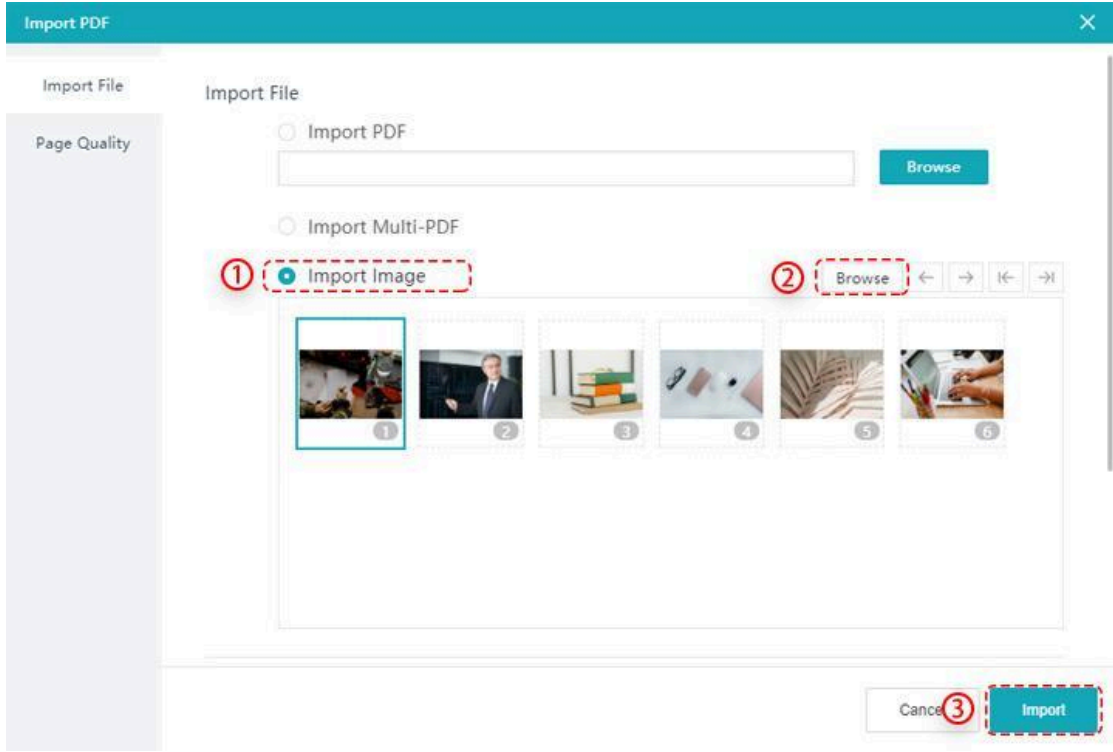 Import PDF
Import File
Page Quality
Import File
Import PDF
Browse
Import Multi-PDF
① Import Image
② Browse
1 2 3 4 5 6
Cancel ③ Import